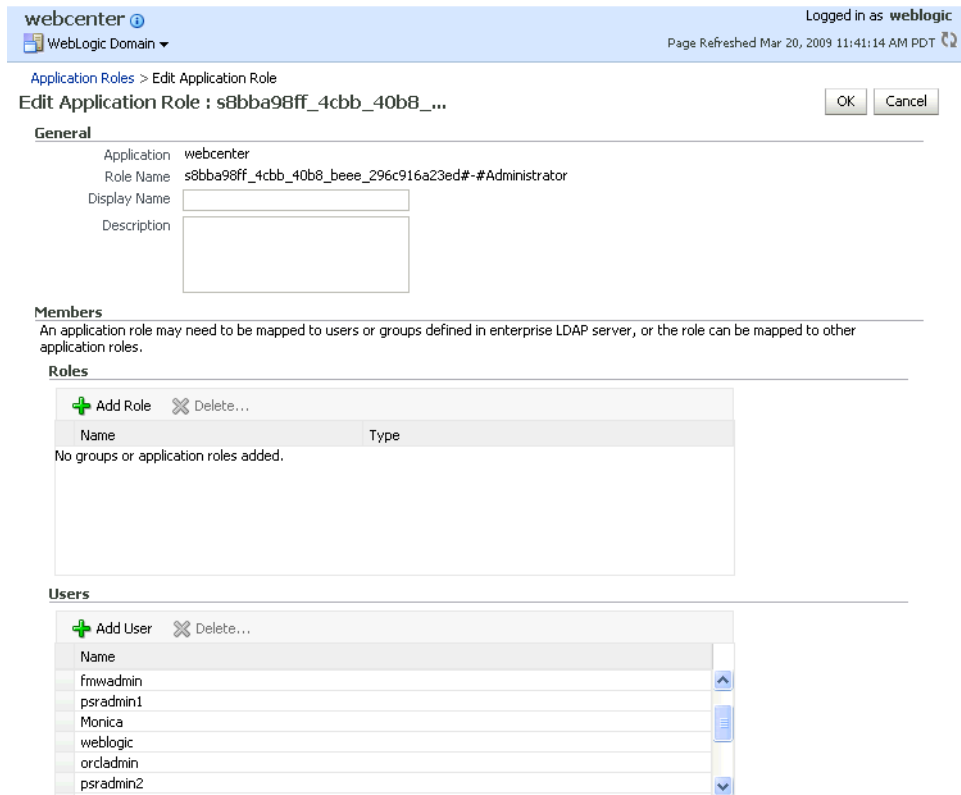 webcenter
Logged in as weblogic
WebLogic Domain
Page Refreshed Mar 20, 2009 11:41:14 AM PDT
Application Roles > Edit Application Role
Edit Application Role : s8bba98ff_4cbb_40b8_...
OK Cancel
General
Application webcenter
Role Name s8bba98ff_4cbb_40b8_beee_296c916a23ed#-#Administrator
Display Name
Description
Members
An application role may need to be mapped to users or groups defined in enterprise LDAP server, or the role can be mapped to other
application roles.
Roles
Add Role Delete...
Name Type
No groups or application roles added.
Users
Add User Delete...
Name
fmwadmin
psradmin1
Monica
weblogic
orcladmin
psradmin2